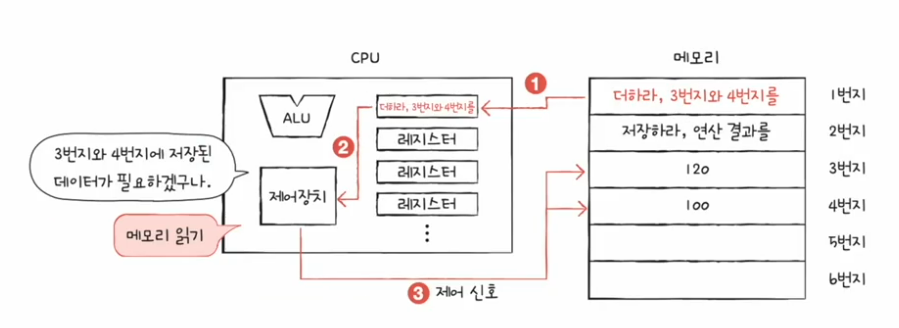 CPU
메모리
ALU
더하라, 3번지와 4번지를
레지스터
레지스터
레지스터
제어장치
3번지와 4번지에 저장된
데이터가 필요하겠구나.
메모리 읽기
1
2
3 제어 신호
더하라, 3번지와 4번지를
1번지
저장하라, 연산 결과를
2번지
120
3번지
100
4번지
5번지
6번지